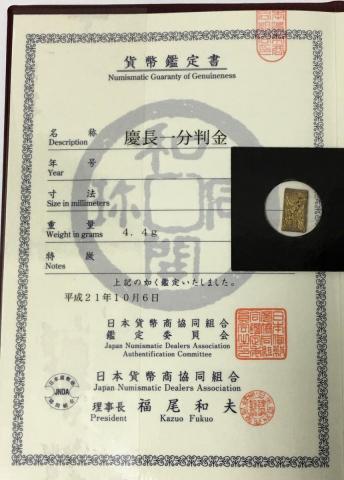 貨幣鑑定書
Numismatic Guaranty of Genuineness
名称 慶長一分判金
Description
年号
Year
寸法
Size in millimeters
重量
Weight in grams 4.4g
特徴
Notes
上記の如く鑑定いたしました。
平成21年10月6日
日本貨幣商協同組合
鑑定委員会
Japan Numismatic Dealers Association
Authentification Committee
日本貨幣商協同組合
Japan Numismatic Dealers Association
JNDA
理事長 福尾和夫
President Kazuo Fukuo